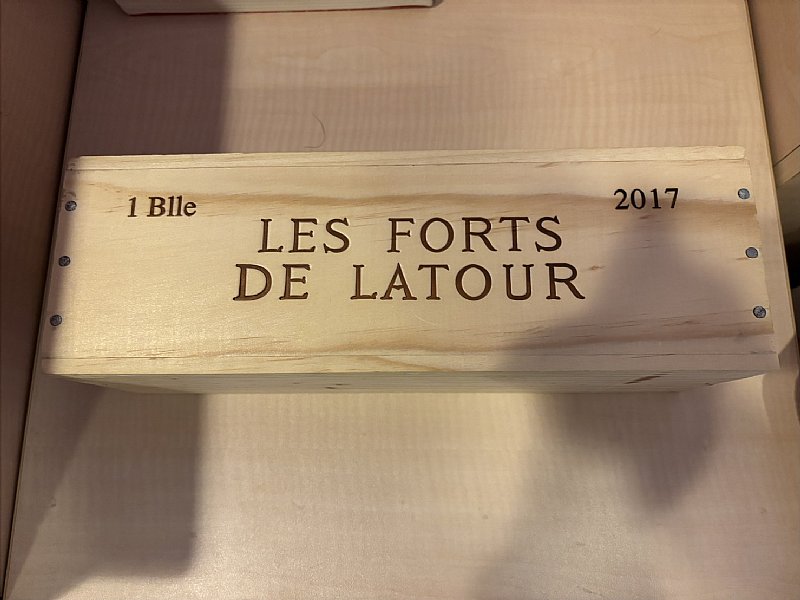 1 Blle
2017
LES FORTS
DE LATOUR